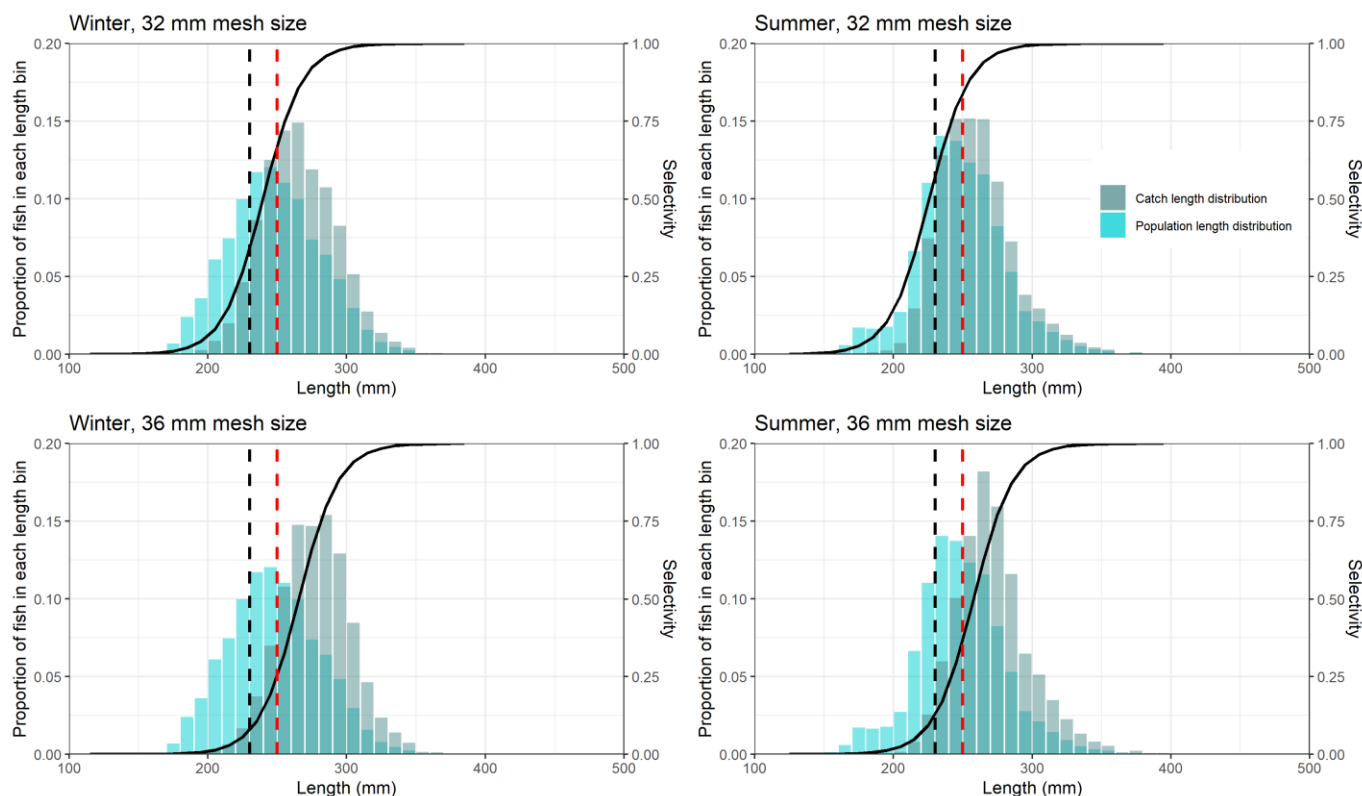 Winter, 32 mm mesh size
0.20
0.15
0.10
0.05
0.00
Proportion of fish in each length bin
1.00
0.75
0.50
0.25
0.00
Selectivity
100 200 300 400 500
Length (mm)
Summer, 32 mm mesh size
0.20
0.15
0.10
0.05
0.00
Proportion of fish in each length bin
Catch length distribution
Population length distribution
1.00
0.75
0.50
0.25
0.00
Selectivity
100 200 300 400 500
Length (mm)
Winter, 36 mm mesh size
0.20
0.15
0.10
0.05
0.00
Proportion of fish in each length bin
1.00
0.75
0.50
0.25
0.00
Selectivity
100 200 300 400 500
Length (mm)
Summer, 36 mm mesh size
0.20
0.15
0.10
0.05
0.00
Proportion of fish in each length bin
1.00
0.75
0.50
0.25
0.00
Selectivity
100 200 300 400 500
Length (mm)